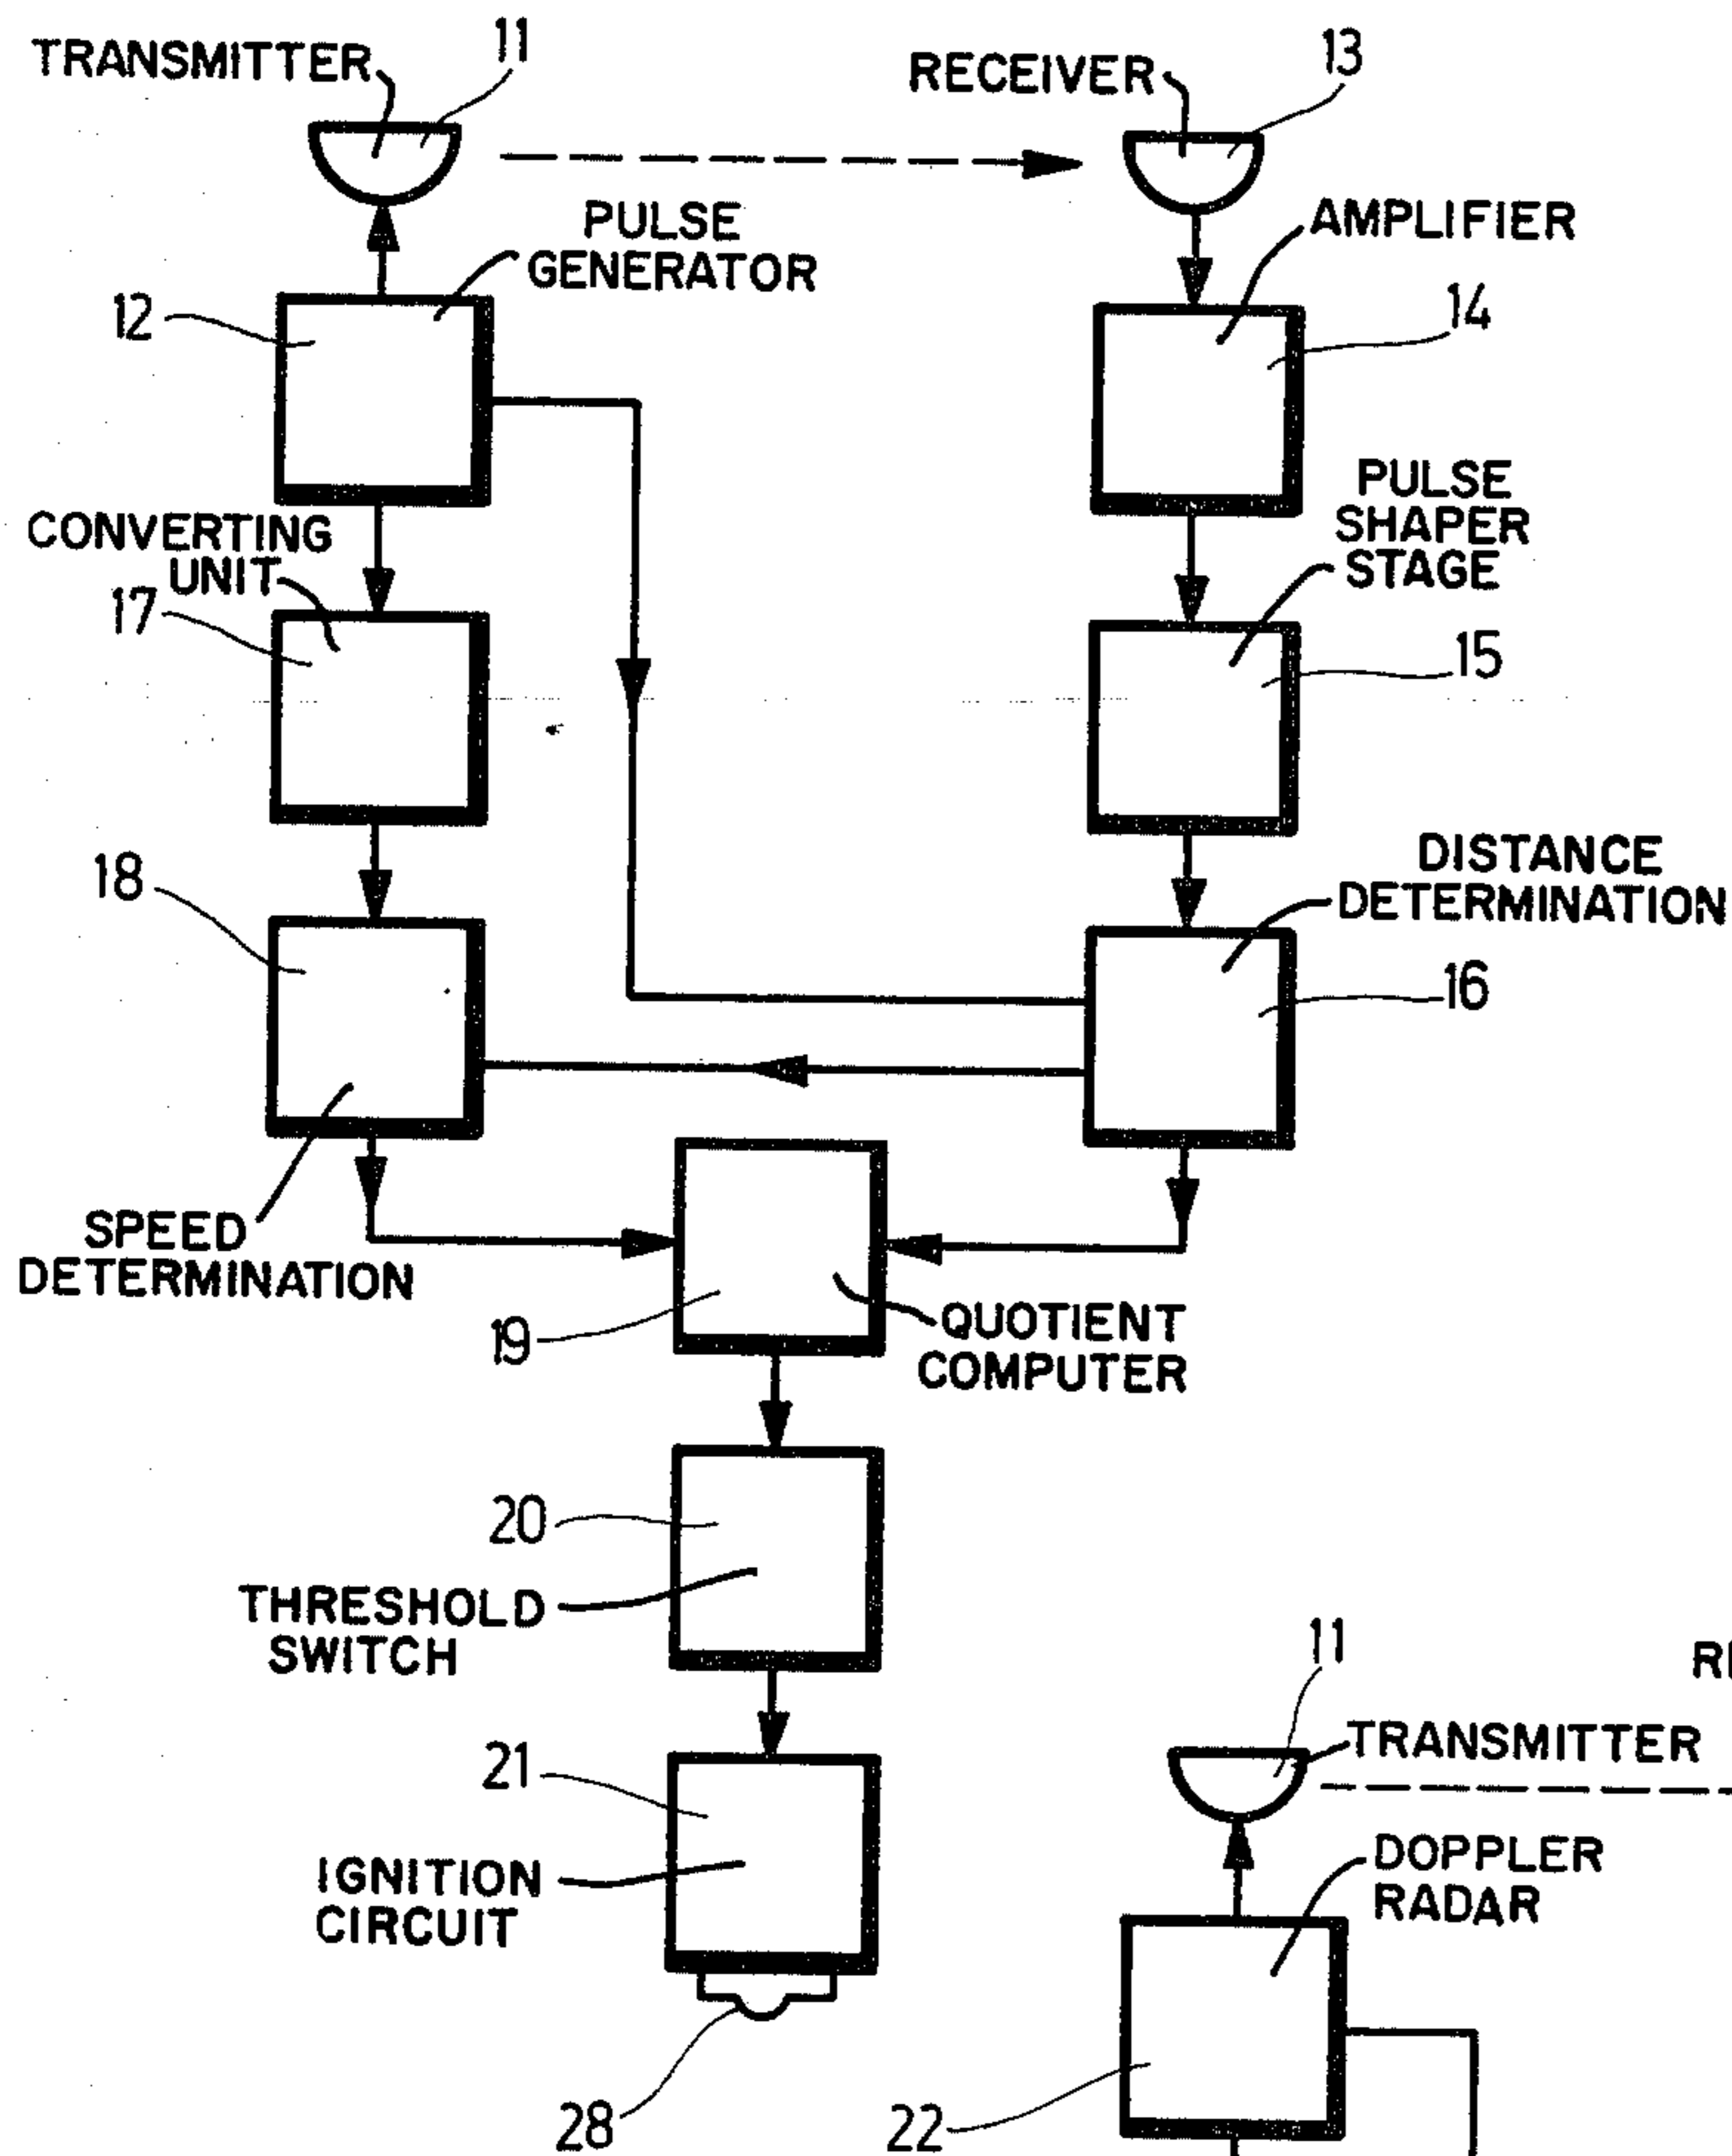 TRANSMITTER
11
RECEIVER
13
PULSE
GENERATOR
AMPLIFIER
12
14
CONVERTING
UNIT
PULSE
SHAPER
STAGE
17
15
18
DISTANCE
DETERMINATION
16
SPEED
DETERMINATION
19
QUOTIENT
COMPUTER
20
THRESHOLD
SWITCH
21
IGNITION
CIRCUIT
28
11
TRANSMITTER
DOPPLER
RADAR
22